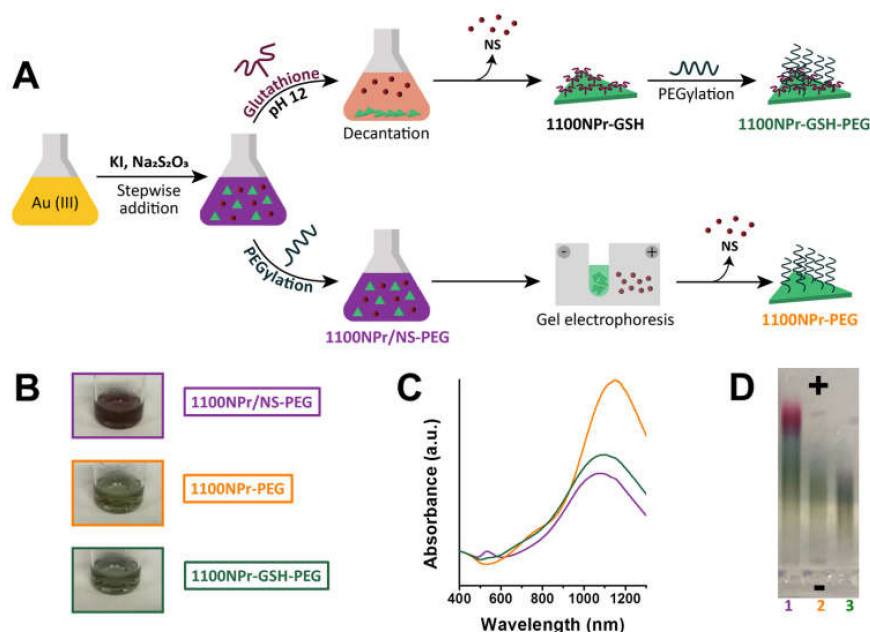 A
Au (III)
KI, Na₂S₂O₃
Stepwise
addition
Glutathione
pH 12
Decantation
NS
1100NPr-GSH
PEGylation
1100NPr-GSH-PEG
PEGylation
1100NPr/NS-PEG
-
+
Gel electrophoresis
NS
1100NPr-PEG
B
1100NPr/NS-PEG
1100NPr-PEG
1100NPr-GSH-PEG
C
Absorbance (a.u.)
400 600 800 1000 1200
Wavelength (nm)
D
+
-
1 2 3